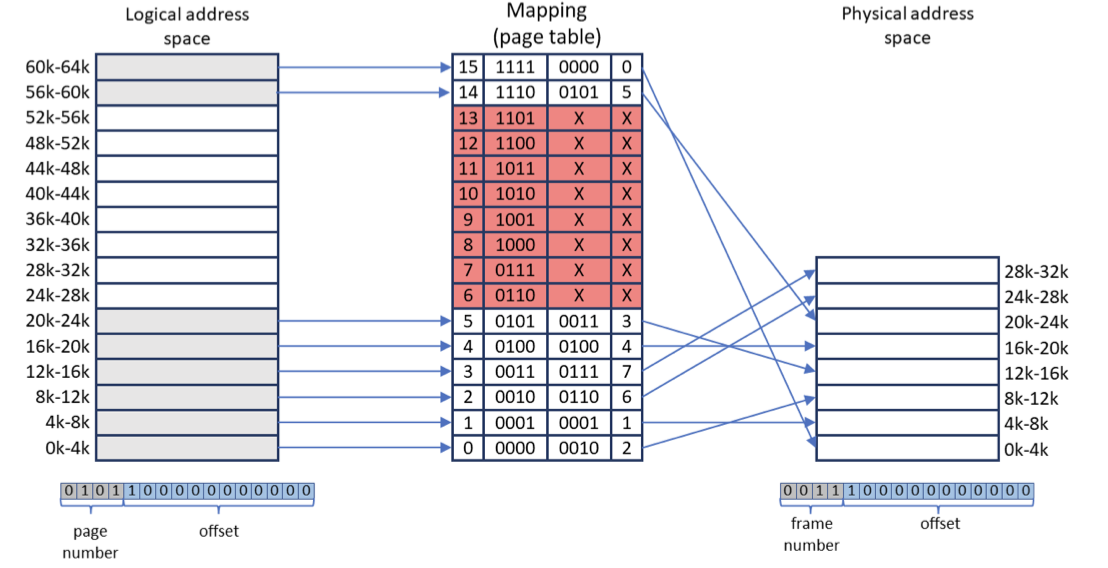 Logical address
space
Mapping
(page table)
Physical address
space
60k-64k 15 1111 0000 0
56k-60k 14 1110 0101 5
52k-56k 13 1101 X X
48k-52k 12 1100 X X
44k-48k 11 1011 X X
40k-44k 10 1010 X X
36k-40k 9 1001 X X
32k-36k 8 1000 X X
28k-32k 7 0111 X X 28k-32k
24k-28k 6 0110 X X 24k-28k
20k-24k 5 0101 0011 3 20k-24k
16k-20k 4 0100 0100 4 16k-20k
12k-16k 3 0011 0111 7 12k-16k
8k-12k 2 0010 0110 6 8k-12k
4k-8k 1 0001 0001 1 4k-8k
0k-4k 0 0000 0010 2 0k-4k
0 1 0 1 1 0 0 0 0 0 0 0 0 0 0 0
page
number
offset
0 0 1 1 1 0 0 0 0 0 0 0 0 0 0 0
frame
number
offset